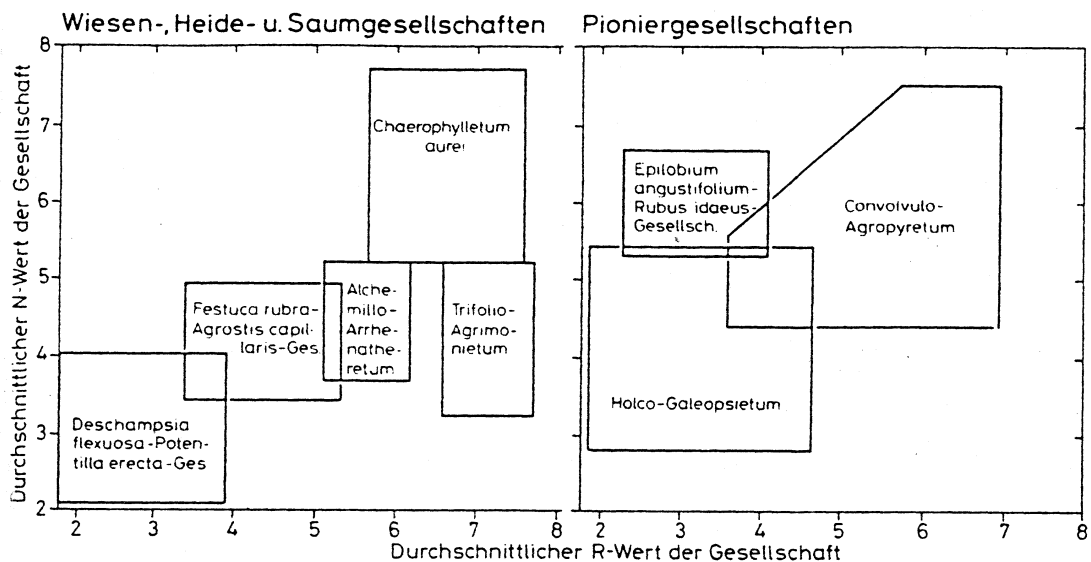 Wiesen-, Heide- u. Saumgesellschaften
Pioniergesellschaften
Durchschnittlicher N-Wert der Gesellschaft
8
7
6
5
4
3
2
Chaerophylletum
aurei
Festuca rubra-
Agrostis capil-
laris-Ges.
Alche-
millo-
Arrhe-
nathe-
retum
Trifolio-
Agrimo-
nietum
Deschampsia
flexuosa-Poten-
tilla erecta-Ges
Epilobium
angustifolium-
Rubus idaeus-
Gesellsch.
Convolvulo-
Agropyretum
Holco-Galeopsietum
2 3 4 5 6 7 8
2 3 4 5 6 7 8
Durchschnittlicher R-Wert der Gesellschaft